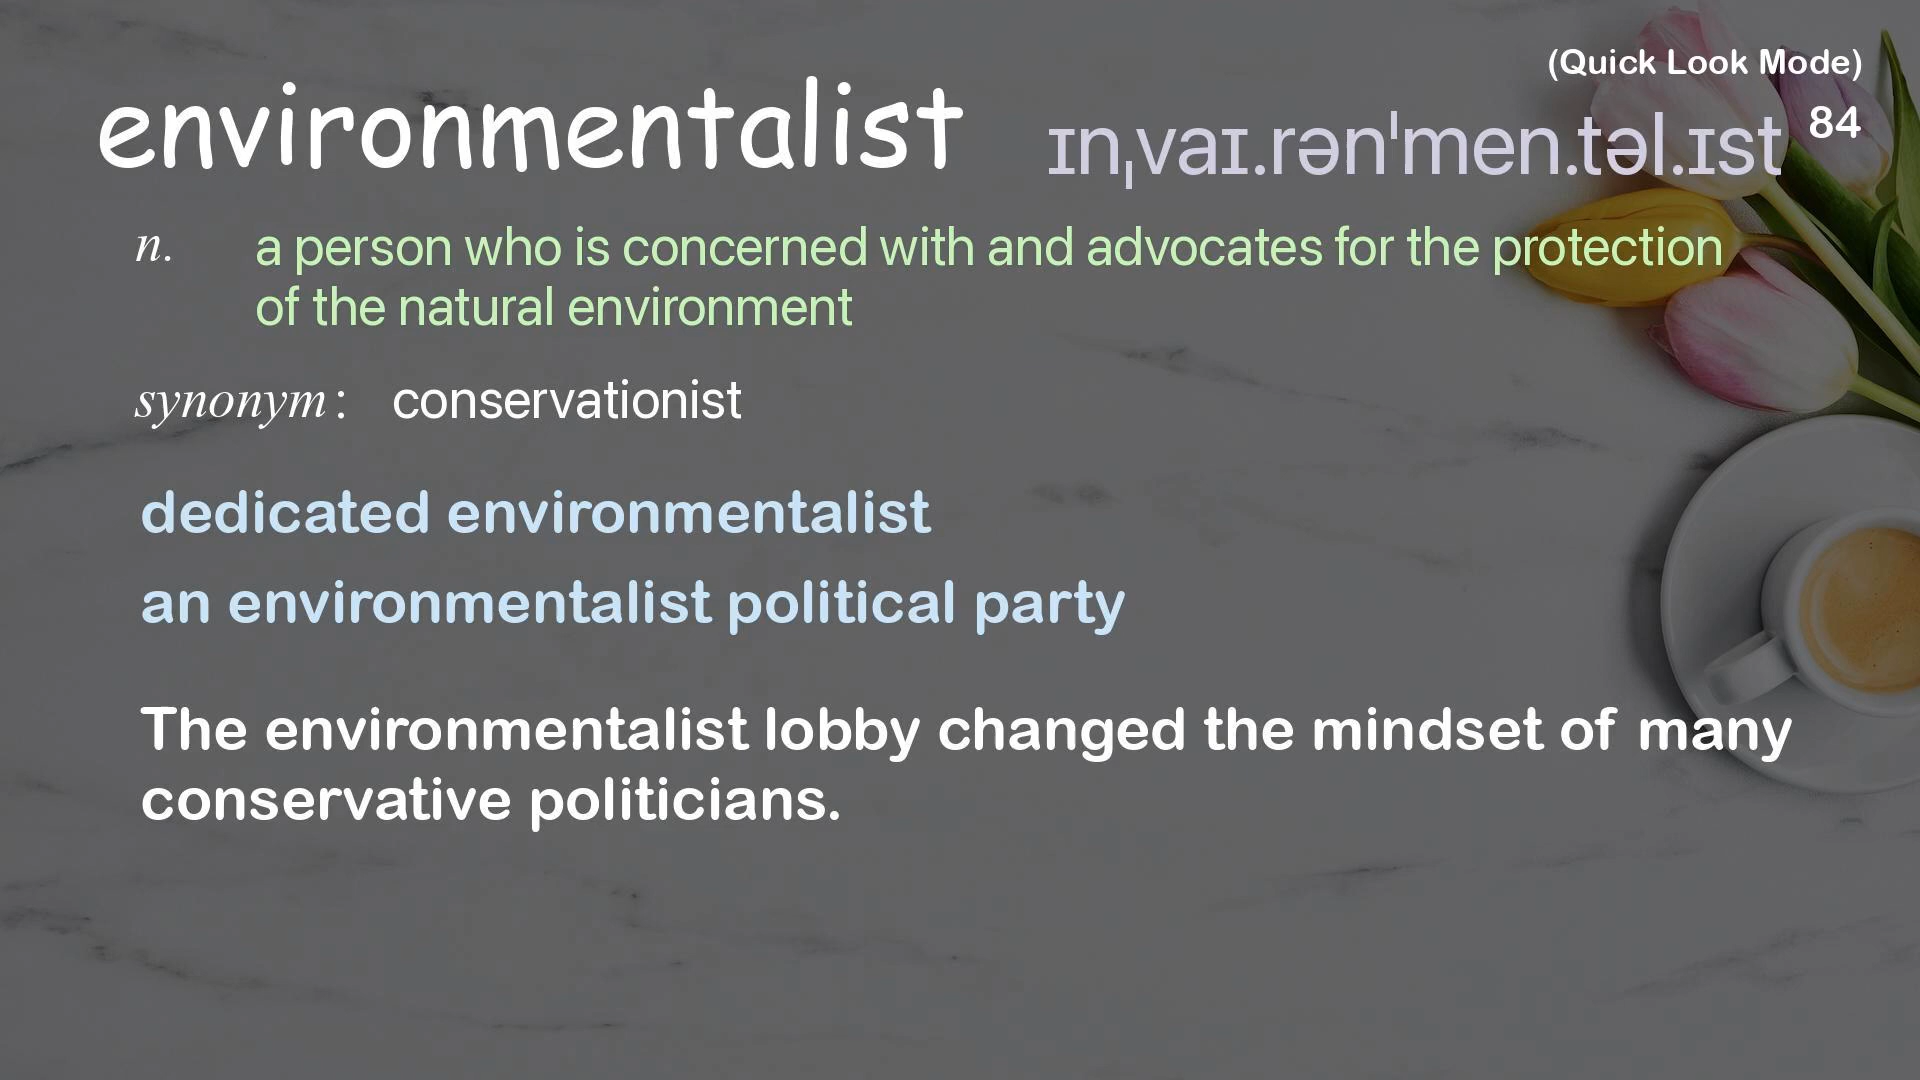 (Quick Look Mode)
environmentalist ɪnˌvaɪ.rənˈmen.təl.ɪst 84
n. a person who is concerned with and advocates for the protection
of the natural environment
synonym: conservationist
dedicated environmentalist
an environmentalist political party
The environmentalist lobby changed the mindset of many
conservative politicians.